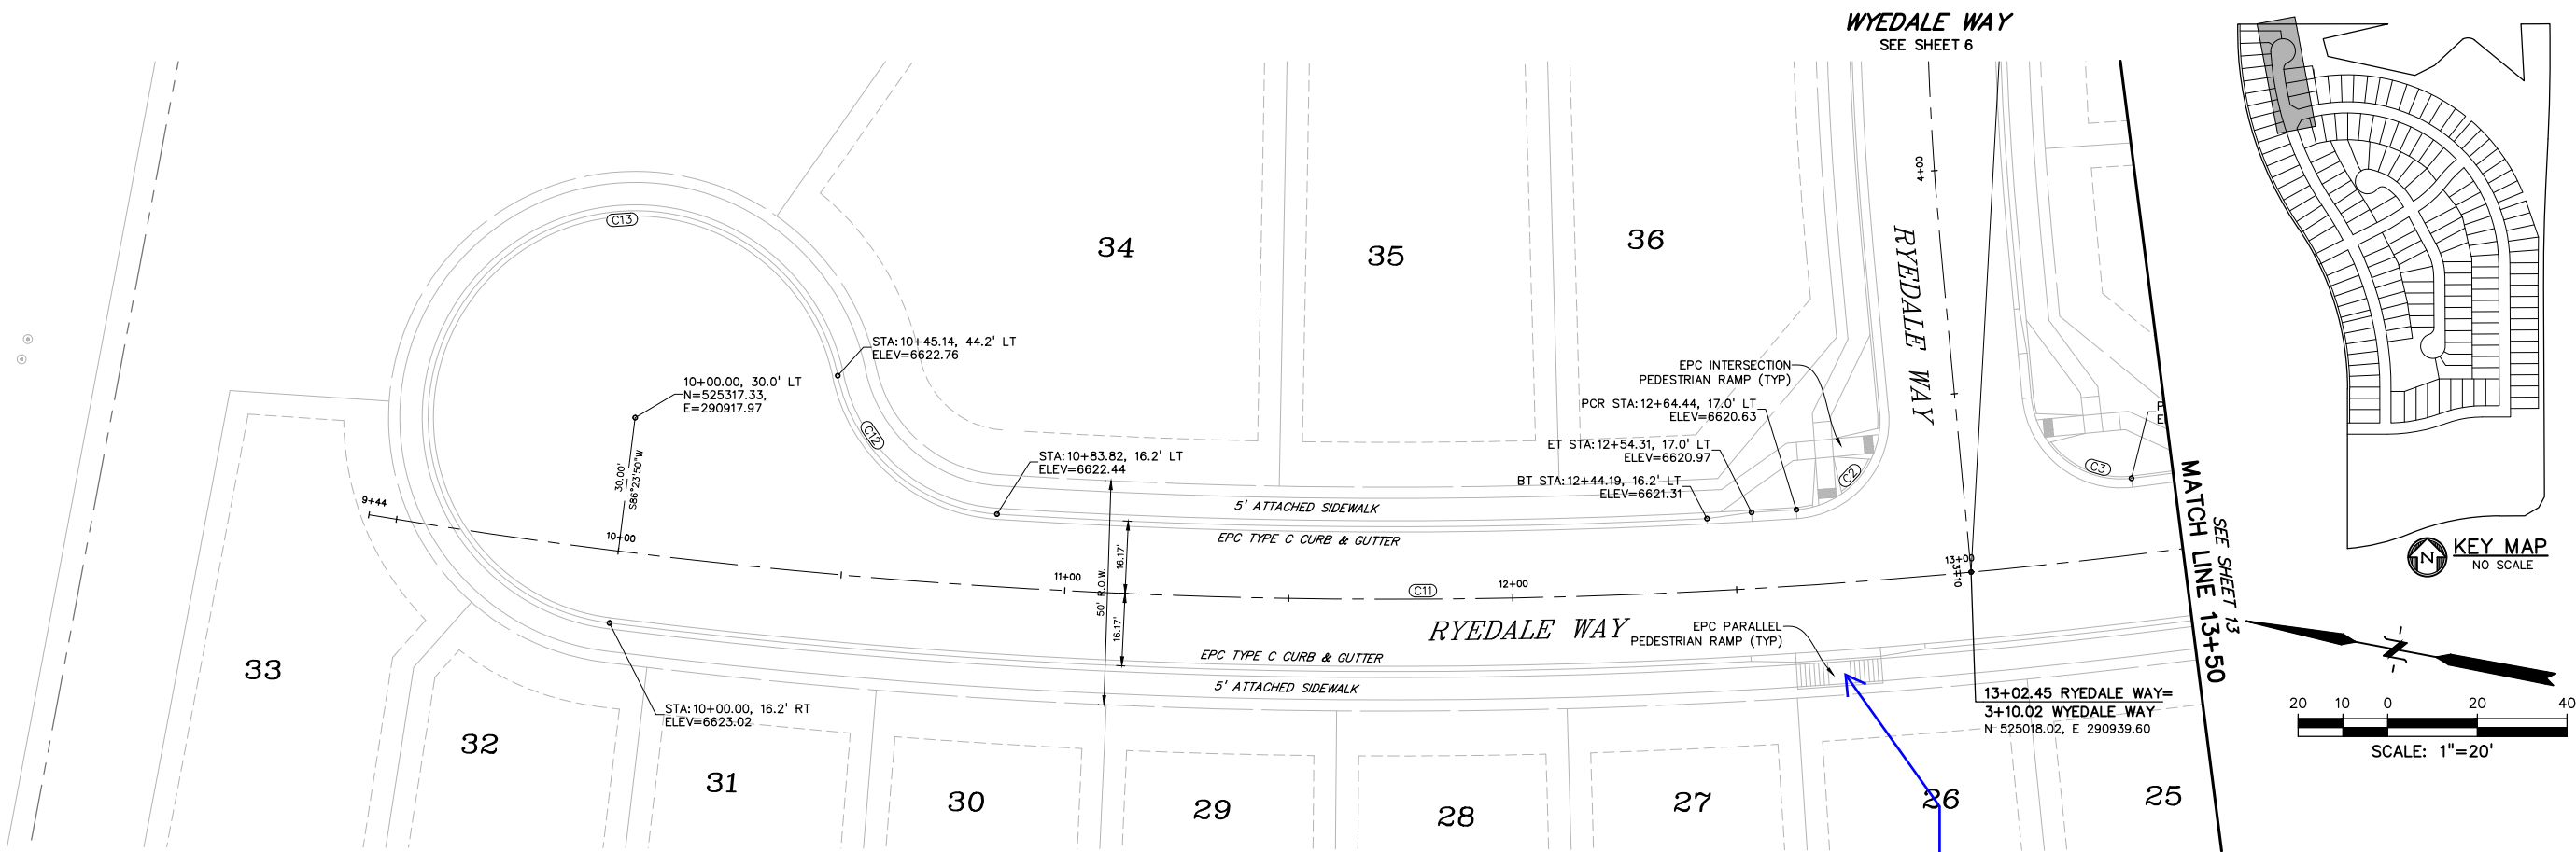 WYEDALE WAY
SEE SHEET 6
C13
34
35
36
4+00
RYEDALE WAY
STA: 10+45.14, 44.2' LT
ELEV=6622.76
10+00.00, 30.0' LT
N=525317.33,
E=290917.97
30.00'
S86°23'50"W
9+44
10+00
C12
STA: 10+83.82, 16.2' LT
ELEV=6622.44
EPC INTERSECTION
PEDESTRIAN RAMP (TYP)
PCR STA: 12+64.44, 17.0' LT
ELEV=6620.63
ET STA: 12+54.31, 17.0' LT
ELEV=6620.97
BT STA: 12+44.19, 16.2' LT
ELEV=6621.31
C2
C3
P
E
5' ATTACHED SIDEWALK
EPC TYPE C CURB & GUTTER
16.17'
50' R.O.W.
16.17'
11+00
C11
12+00
13+00
3+10
RYEDALE WAY
EPC PARALLEL
PEDESTRIAN RAMP (TYP)
EPC TYPE C CURB & GUTTER
5' ATTACHED SIDEWALK
STA: 10+00.00, 16.2' RT
ELEV=6623.02
13+02.45 RYEDALE WAY=
3+10.02 WYEDALE WAY
N 525018.02, E 290939.60
33
32
31
30
29
28
27
26
25
MATCH LINE 13+50
SEE SHEET 13
N
KEY MAP
NO SCALE
N
20 10 0 20 40
SCALE: 1"=20'